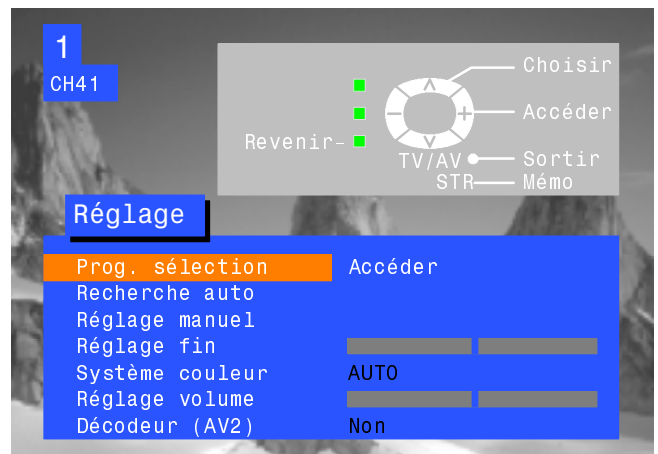 1
CH41
Choisir
Accéder
Revenir
TV/AV Sortir
STR Mémo
Réglage
Prog. sélection Accéder
Recherche auto
Réglage manuel
Réglage fin
Système couleur AUTO
Réglage volume
Décodeur (AV2) Non